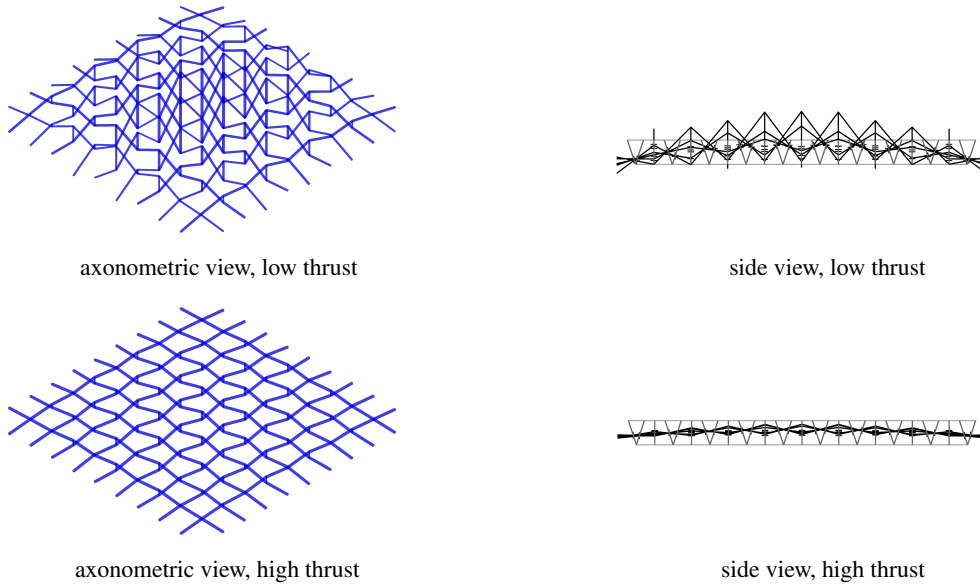 axonometric view, low thrust
side view, low thrust
axonometric view, high thrust
side view, high thrust